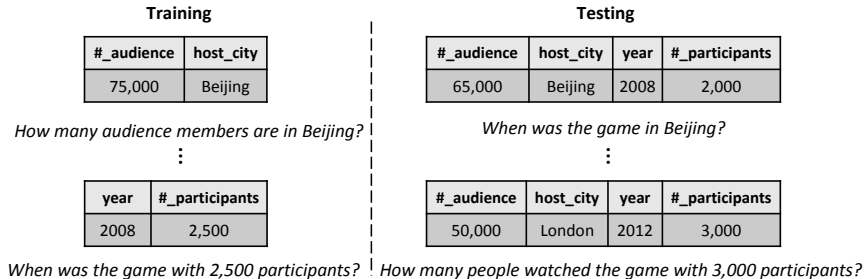 Training
#_audience host_city
75,000 Beijing
How many audience members are in Beijing?
⋮
year #_participants
2008 2,500
When was the game with 2,500 participants?
Testing
#_audience host_city year #_participants
65,000 Beijing 2008 2,000
When was the game in Beijing?
⋮
#_audience host_city year #_participants
50,000 London 2012 3,000
How many people watched the game with 3,000 participants?